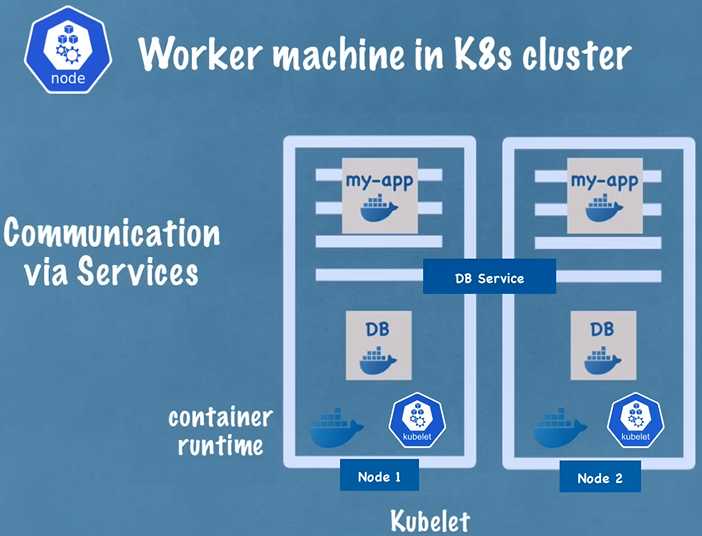 node
Worker machine in K8s cluster
Communication
via Services
my-app
my-app
DB Service
DB
DB
container
runtime
kubelet
kubelet
Node 1
Node 2
Kubelet